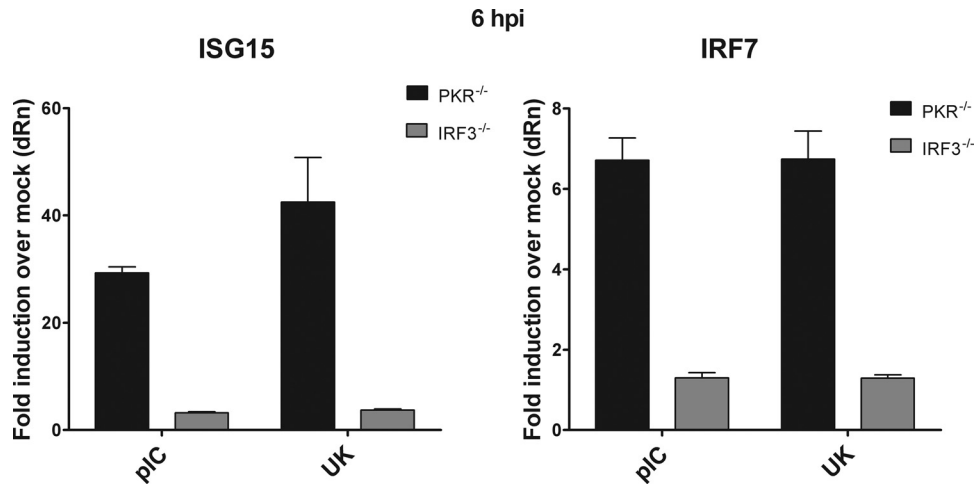 6 hpi
ISG15
Fold induction over mock (dRn)
60
40
20
0
PKR-/-
IRF3-/-
pIC
UK
IRF7
Fold induction over mock (dRn)
8
6
4
2
0
PKR-/-
IRF3-/-
pIC
UK